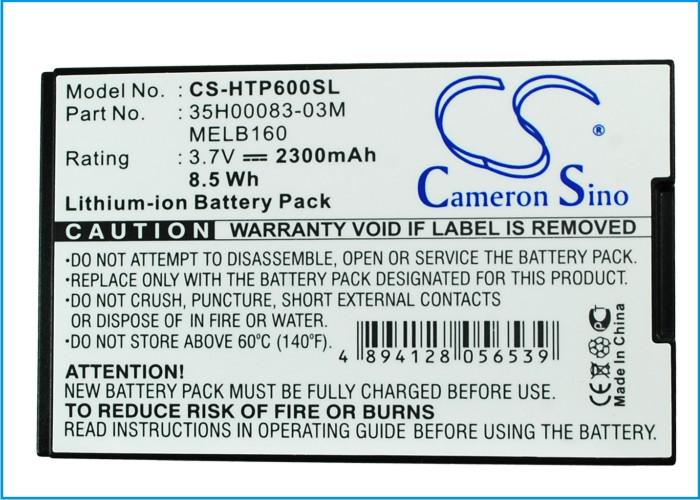 Model No. : CS-HTP600SL
Part No. : 35H00083-03M
MELB160
Rating : 3.7V 2300mAh
8.5 Wh
Lithium-ion Battery Pack
CS
®
Cameron Sino
CAUTION WARRANTY VOID IF LABEL IS REMOVED
•DO NOT ATTEMPT TO DISASSEMBLE, OPEN OR SERVICE THE BATTERY PACK.
•REPLACE ONLY WITH THE BATTERY PACK DESIGNATED FOR THIS PRODUCT.
•DO NOT CRUSH, PUNCTURE, SHORT EXTERNAL CONTACTS
OR DISPOSE OF IN FIRE OR WATER.
•DO NOT STORE ABOVE 60°C (140°F).
4 894128 056539
ATTENTION!
NEW BATTERY PACK MUST BE FULLY CHARGED BEFORE USE
TO REDUCE RISK OF FIRE OR BURNS
READ INSTRUCTIONS IN OPERATING GUIDE BEFORE USING THE BATTERY.
CE PCT
Made In China